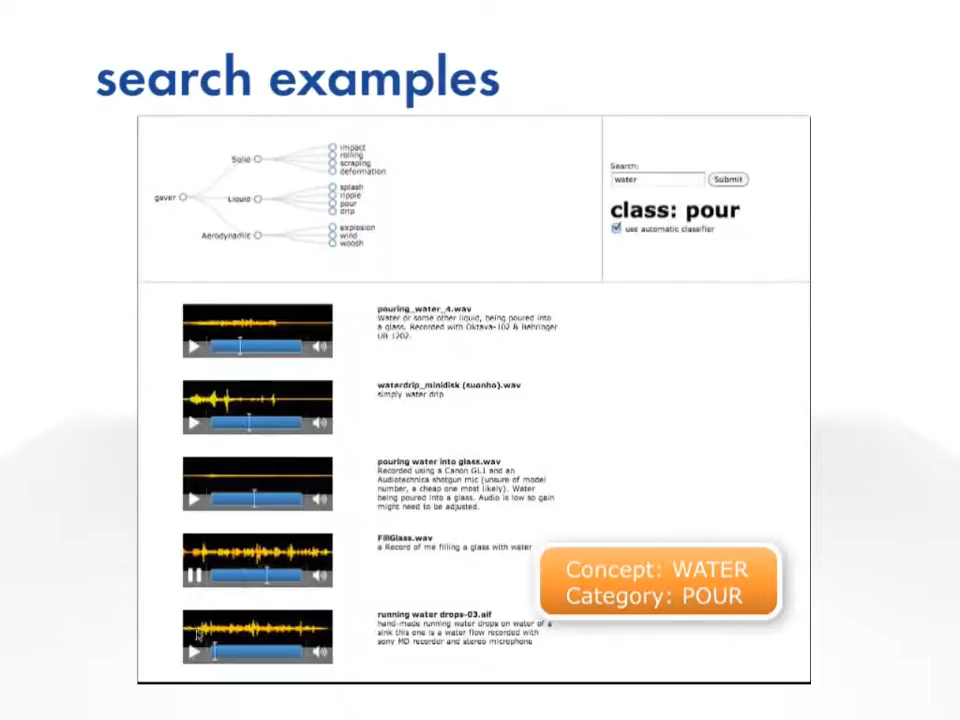 search examples
gaver
Solid
impact
rolling
scraping
deformation
Liquid
splash
ripple
pour
drip
Aerodynamic
explosion
wind
woosh
Search:
water
Submit
class: pour
use automatic classifier
pouring_water_4.wav
Water or some other liquid, being poured into
a glass. Recorded with Oktava-102 & Behringer
UB 1202.
waterdrip_minidisk (suonho).wav
simply water drip
pouring water into glass.wav
Recorded using a Canon GL1 and an
Audiotechnica shotgun mic (unsure of model
number, a cheap one most likely). Water
being poured into a glass. Audio is low so gain
might need to be adjusted.
FillGlass.wav
a Record of me filling a glass with water
Concept: WATER
Category: POUR
running water drops-03.aif
hand-made running water drops on water of a
sink this one is a water flow recorded with
sony MD recorder and stereo microphone